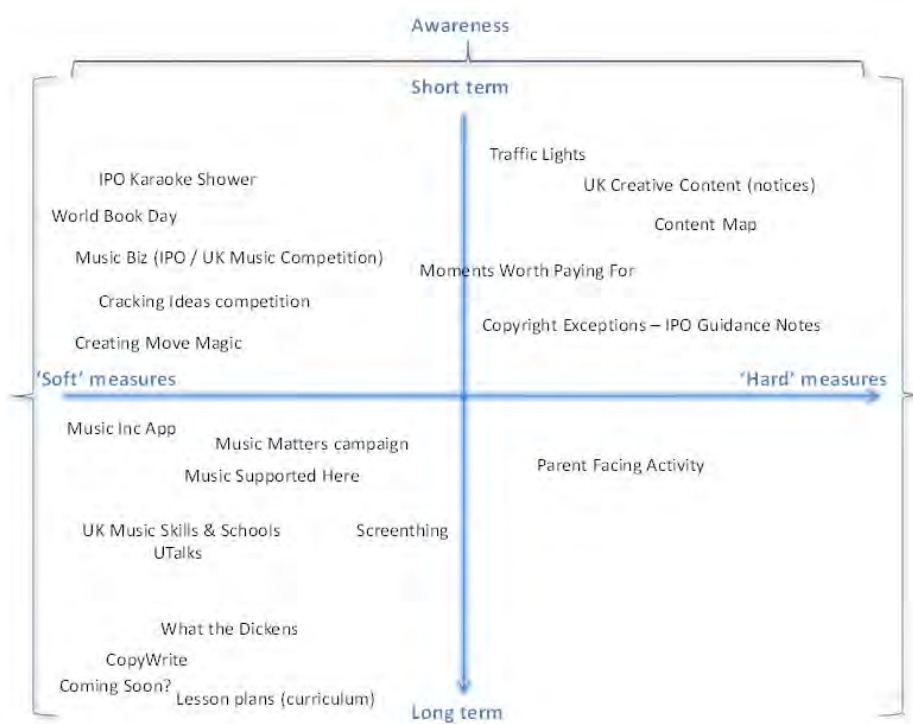 Awareness
Short term
Traffic Lights
IPO Karaoke Shower
UK Creative Content (notices)
World Book Day
Content Map
Music Biz (IPO / UK Music Competition)
Moments Worth Paying For
Cracking Ideas competition
Copyright Exceptions – IPO Guidance Notes
Creating Move Magic
‘Soft’ measures
‘Hard’ measures
Music Inc App
Music Matters campaign
Parent Facing Activity
Music Supported Here
UK Music Skills & Schools
Screenthing
UTalks
What the Dickens
CopyWrite
Coming Soon?
Lesson plans (curriculum)
Long term